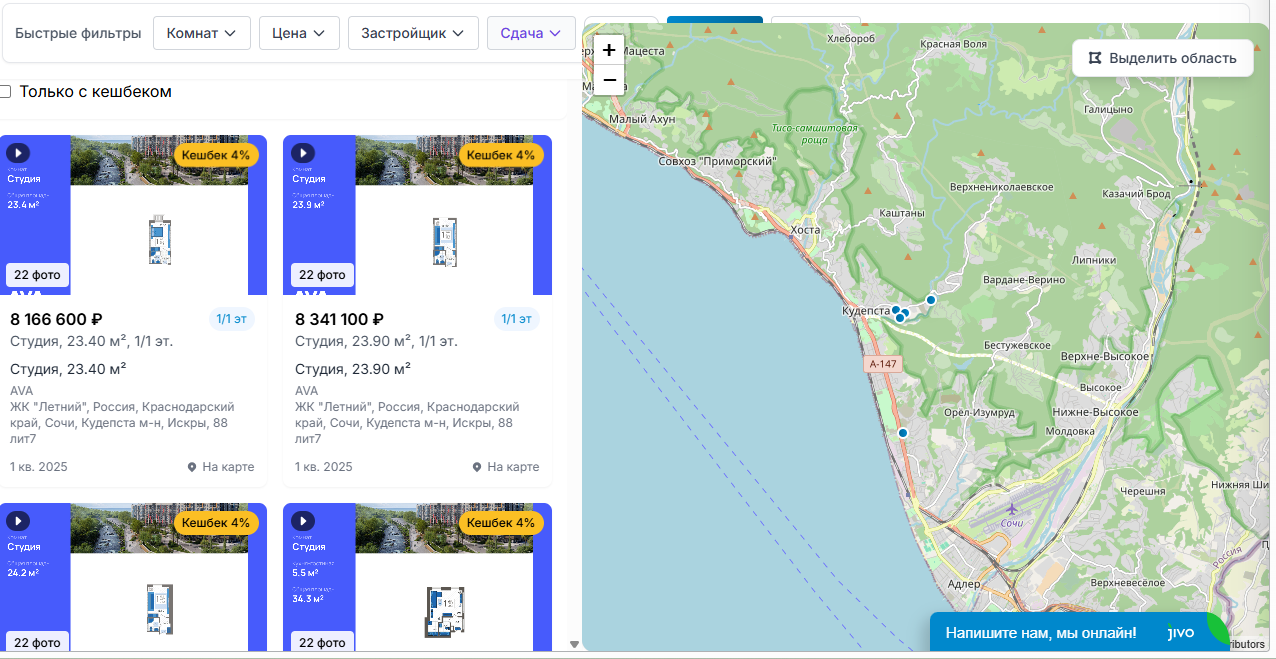 Быстрые фильтры
Комнат
Цена
Застройщик
Сдача
Только с кешбеком
Кешбек 4%
Студия
23.4 м²
22 фото
8 166 600 ₽
1/1 эт
Студия, 23.40 м², 1/1 эт.
Студия, 23.40 м²
AVA
ЖК "Летний", Россия, Краснодарский
край, Сочи, Кудепста м-н, Искры, 88
лит7
1 кв. 2025
На карте
Кешбек 4%
Студия
23.9 м²
22 фото
8 341 100 ₽
1/1 эт
Студия, 23.90 м², 1/1 эт.
Студия, 23.90 м²
AVA
ЖК "Летний", Россия, Краснодарский
край, Сочи, Кудепста м-н, Искры, 88
лит7
1 кв. 2025
На карте
Кешбек 4%
Студия
24.2 м²
22 фото
Кешбек 4%
Студия
5.5 м²
34.3 м²
22 фото
+
−
Выделить область
Мацеста
Хлебороб
Красная Воля
Малый Ахун
Галицыно
Тисо-самшитовая
роща
Совхоз "Приморский"
Верхнениколаевское
Казачий Брод
Каштаны
Хоста
Липники
Вардане-Верино
Кудепста
Бестужевское
Верхне-Высокое
А-147
Высокое
Орёл-Изумруд
Нижне-Высокое
Молдовка
Черешня
Нижняя Ши
Сочи
РОССИЯ
Адлер
Верхневесёлое
Напишите нам, мы онлайн!
jivo
ributors